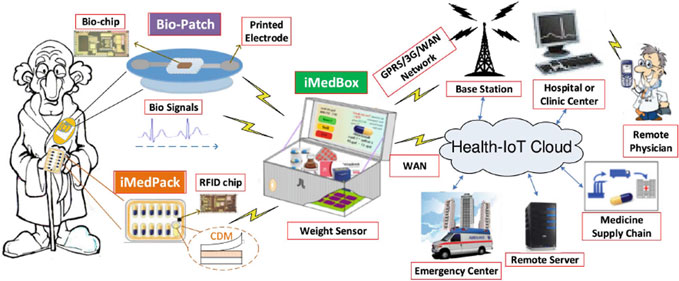 Bio-chip
Bio-Patch
Printed
Electrode
Bio Signals
iMedPack
RFID chip
CDM
iMedBox
Weight Sensor
GPRS/3G/WAN
Network
WAN
Base Station
Hospital or
Clinic Center
Remote
Physician
Health-IoT Cloud
Emergency Center
Remote Server
Medicine
Supply Chain